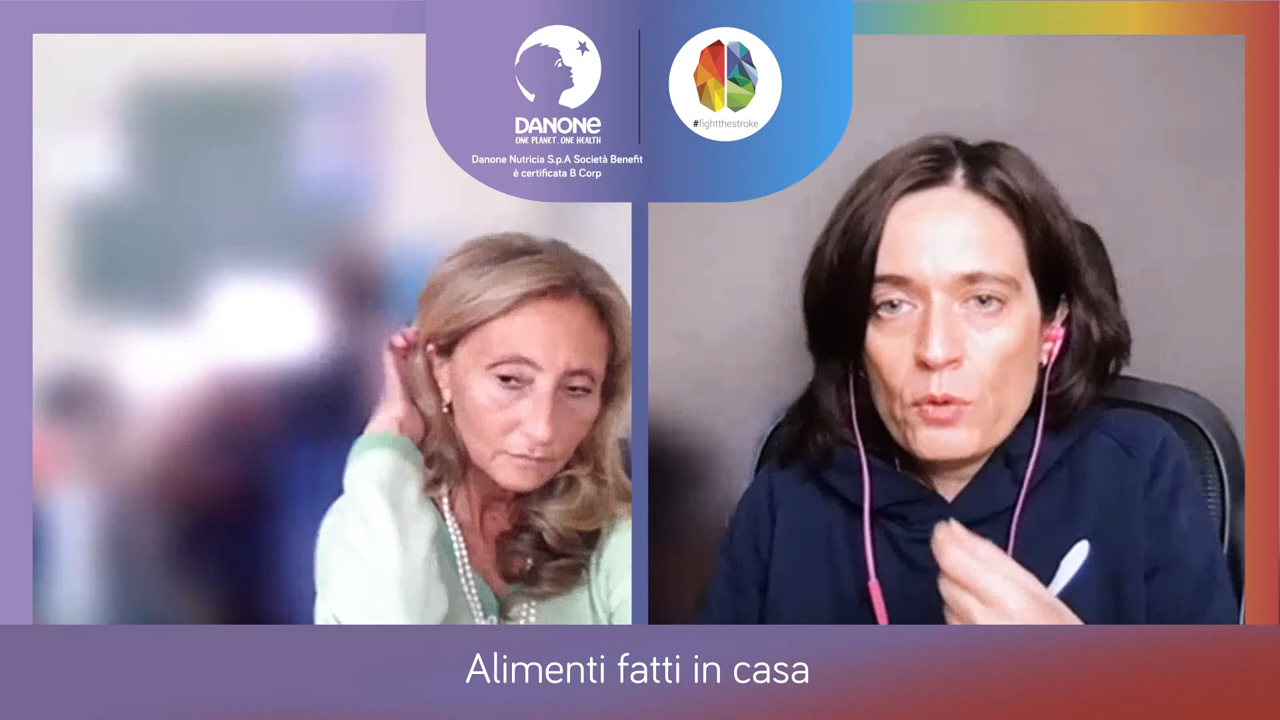 DANONE
ONE PLANET. ONE HEALTH
Danone Nutricia S.p.A Società Benefit
è certificata B Corp
#fightthestroke
Alimenti fatti in casa